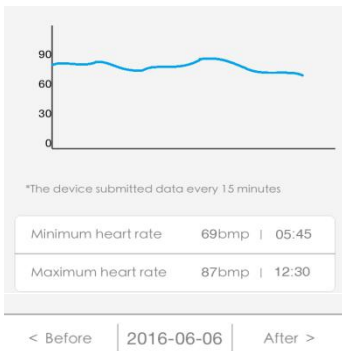 90
60
30
0
*The device submitted data every 15 minutes
Minimum heart rate 69bmp | 05:45
Maximum heart rate 87bmp | 12:30
< Before | 2016-06-06 | After >